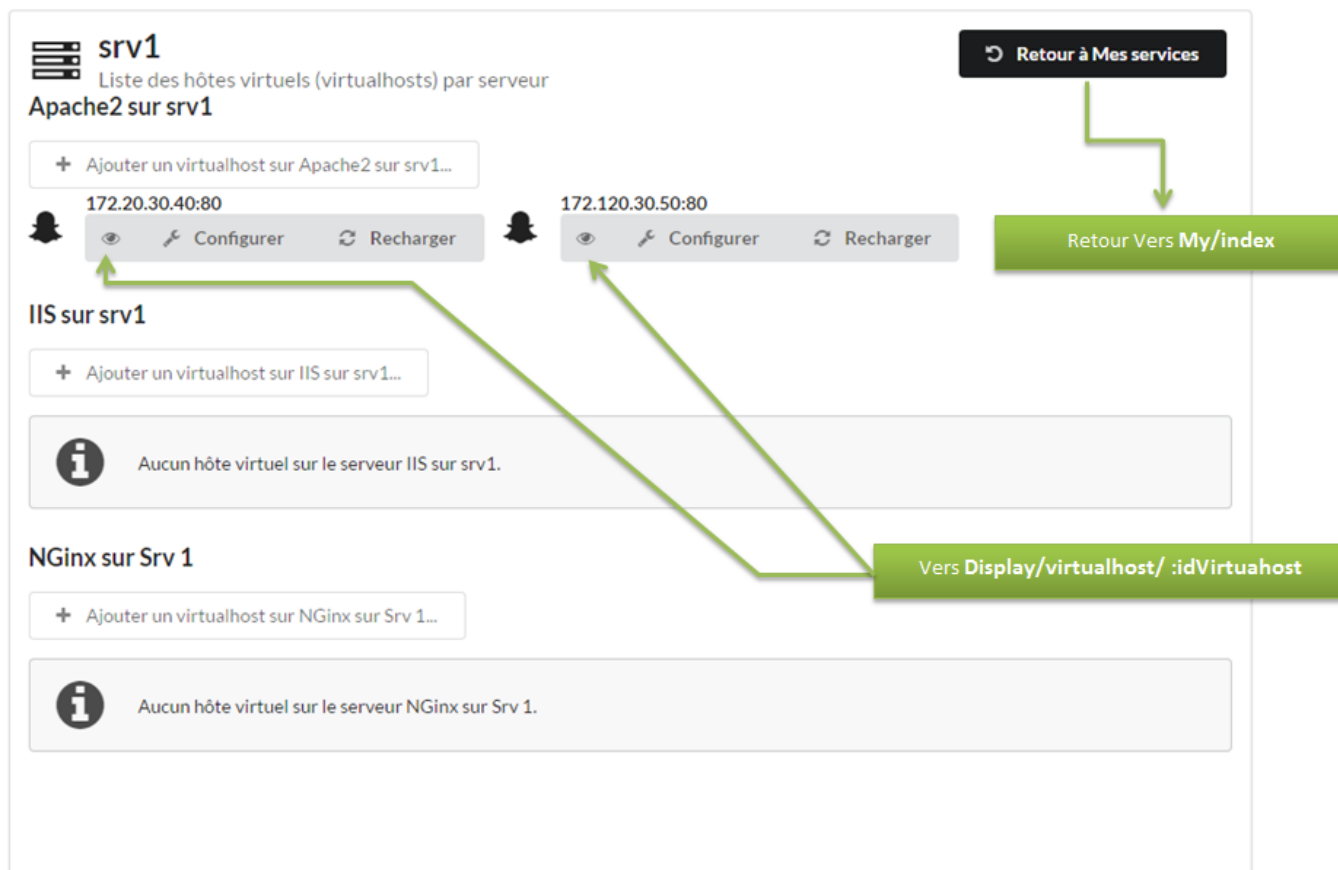 srv1
Retour à Mes services
Liste des hôtes virtuels (virtualhosts) par serveur
Apache2 sur srv1
Ajouter un virtualhost sur Apache2 sur srv1...
172.20.30.40:80
172.120.30.50:80
Configurer Recharger
Configurer Recharger
Retour Vers My/index
IIS sur srv1
Ajouter un virtualhost sur IIS sur srv1...
Aucun hôte virtuel sur le serveur IIS sur srv1.
NGinx sur Srv 1
Vers Display/virtualhost/ :idVirtuahost
Ajouter un virtualhost sur NGinx sur Srv 1...
Aucun hôte virtuel sur le serveur NGinx sur Srv 1.